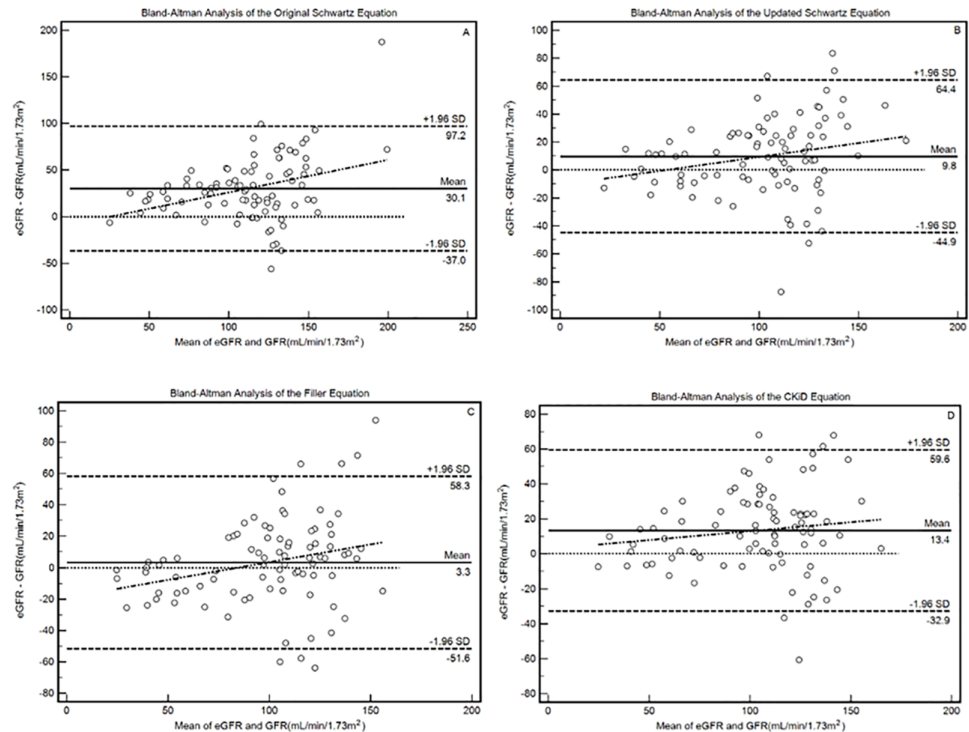 Bland-Altman Analysis of the Original Schwartz Equation
A
200
150
100
50
0
-50
-100
eGFR - GFR(mL/min/1.73m²)
+1.96 SD
97.2
Mean
30.1
-1.96 SD
-37.0
0
50
100
150
200
250
Mean of eGFR and GFR(mL/min/1.73m²)
Bland-Altman Analysis of the Updated Schwartz Equation
B
100
80
60
40
20
0
-20
-40
-60
-80
-100
eGFR - GFR(mL/min/1.73m²)
+1.96 SD
64.4
Mean
9.8
-1.96 SD
-44.9
0
50
100
150
200
Mean of eGFR and GFR(mL/min/1.73m²)
Bland-Altman Analysis of the Filler Equation
C
100
80
60
40
20
0
-20
-40
-60
-80
eGFR - GFR(mL/min/1.73m²)
+1.96 SD
58.3
Mean
3.3
-1.96 SD
-51.6
0
50
100
150
200
Mean of eGFR and GFR(mL/min/1.73m²)
Bland-Altman Analysis of the CKiD Equation
D
80
60
40
20
0
-20
-40
-60
-80
eGFR - GFR(mL/min/1.73m²)
+1.96 SD
59.6
Mean
13.4
-1.96 SD
-32.9
0
50
100
150
200
Mean of eGFR and GFR(mL/min/1.73m²)